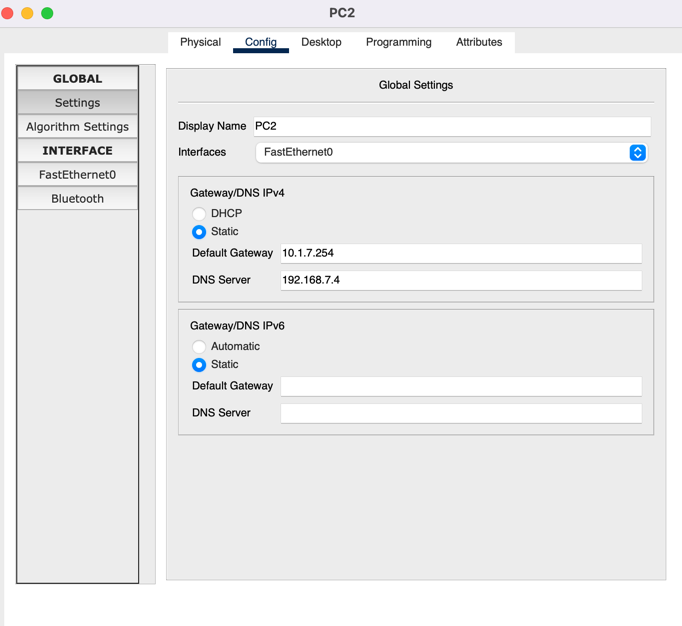 PC2
Physical Config Desktop Programming Attributes
GLOBAL
Settings
Algorithm Settings
INTERFACE
FastEthernet0
Bluetooth
Global Settings
Display Name PC2
Interfaces FastEthernet0
Gateway/DNS IPv4
DHCP
Static
Default Gateway 10.1.7.254
DNS Server 192.168.7.4
Gateway/DNS IPv6
Automatic
Static
Default Gateway
DNS Server